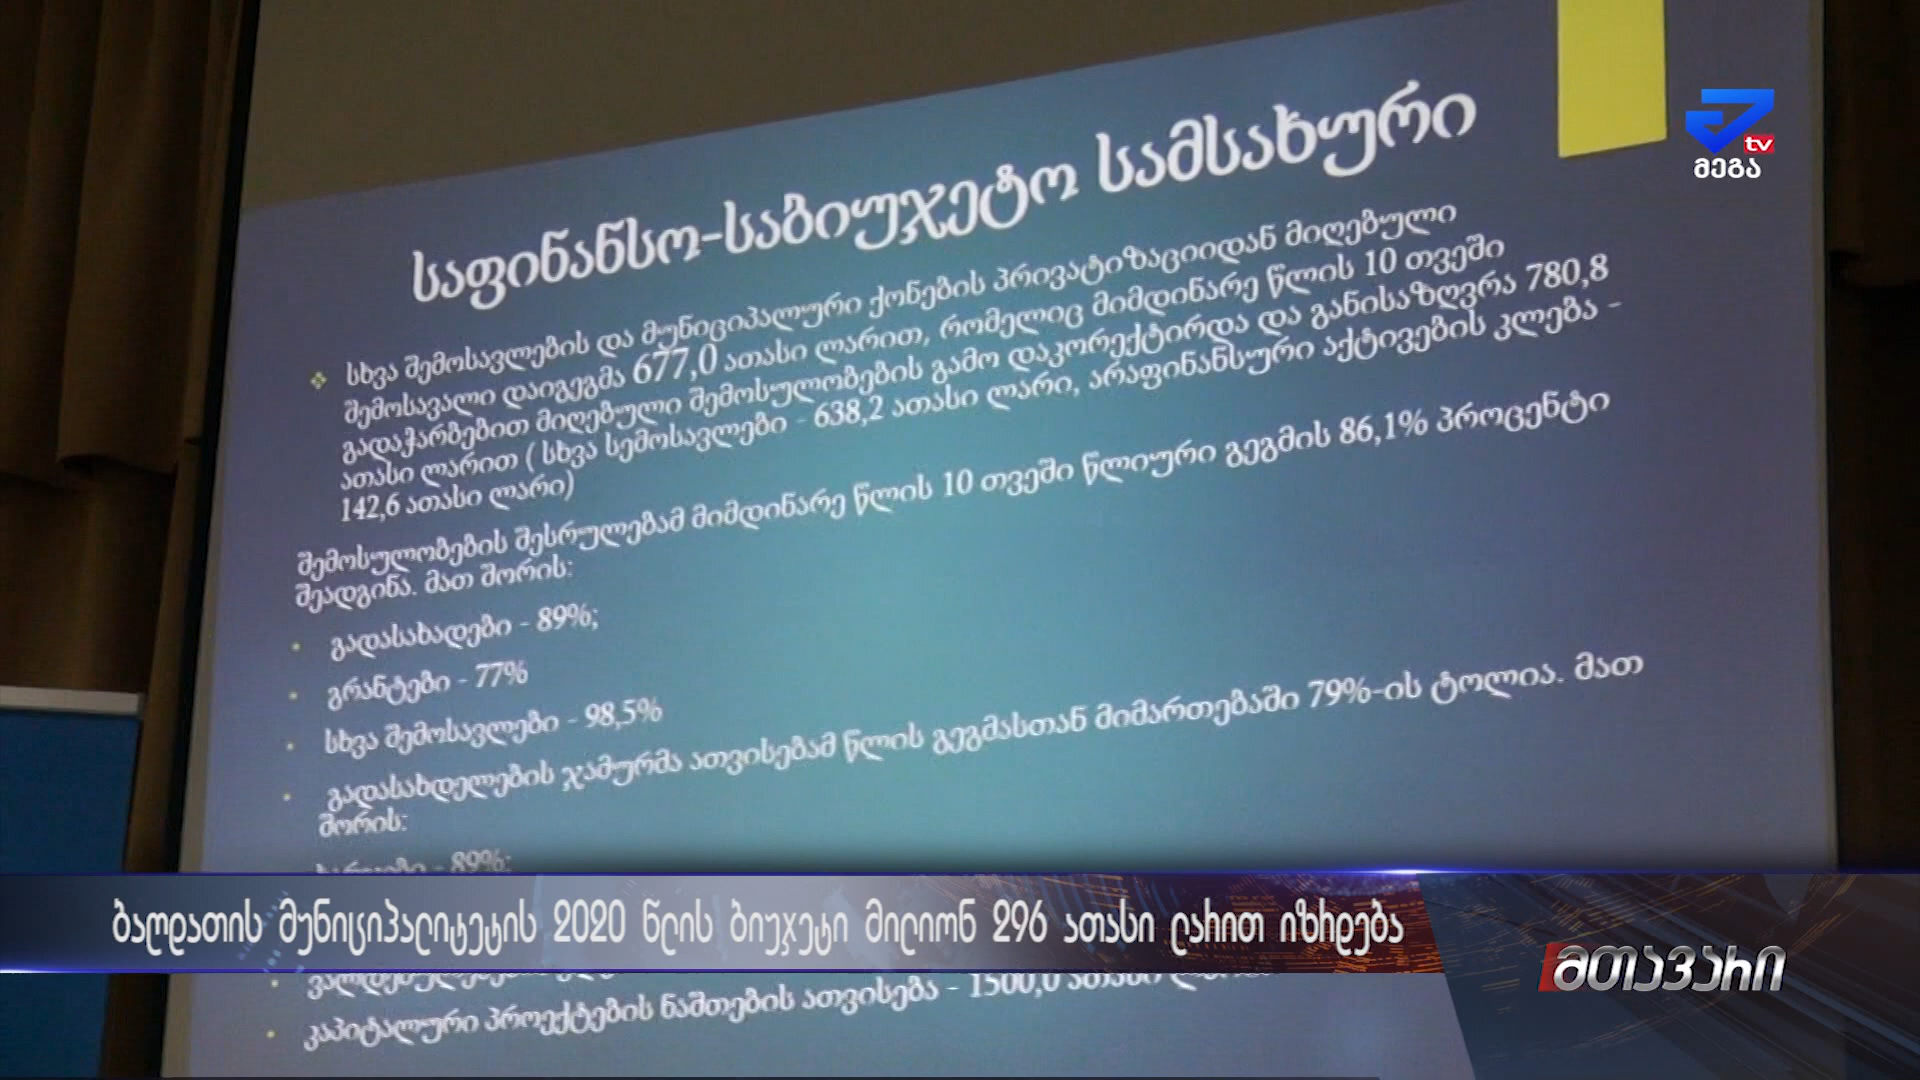 tv
მეგა
საფინანსო-საბიუჯეტო სამსახური
სხვა შემოსავლების და მუნიციპალური ქონების პრივატიზაციიდან მიღებული
შემოსავალი დაიგეგმა 677,0 ათასი ლარით, რომელიც მიმდინარე წლის 10 თვეში
გადაჭარბებით მიღებული შემოსულობების გამო დაკორექტირდა და განისაზღვრა 780,8
ათასი ლარით ( სხვა სემოსავლები - 638,2 ათასი ლარი, არაფინანსური აქტივების კლება -
142,6 ათასი ლარი)
შემოსულობების შესრულებამ მიმდინარე წლის 10 თვეში წლიური გეგმის 86,1% პროცენტი
შეადგინა. მათ შორის:
• გადასახადები - 89%;
• გრანტები - 77%
• სხვა შემოსავლები - 98,5%
• გადასახდელების ჯამურმა ათვისებამ წლის გეგმასთან მიმართებაში 79%-ის ტოლია. მათ
შორის:
- 89%;
ბაღდათის მუნიციპალიტეტის 2020 წლის ბიუჯეტი მილიონ 296 ათასი ლარით იზრდება
მთავარი
• კაპიტალური პროექტების ნაშთების ათვისება - 1500,0 ათასი